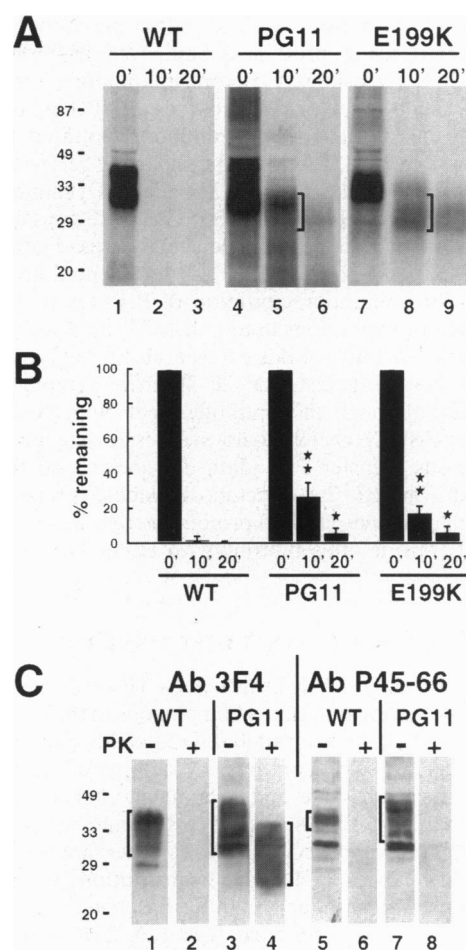 A
WT PG11 E199K
0' 10' 20' 0' 10' 20' 0' 10' 20'
87
49
33
29
20
1 2 3 4 5 6 7 8 9
B
% remaining
100
80
60
40
20
0
★★ ★ ★★ ★
0' 10' 20' 0' 10' 20' 0' 10' 20'
WT PG11 E199K
C
Ab 3F4 Ab P45-66
WT PG11 WT PG11
PK - + - + - + - +
49
33
29
20
1 2 3 4 5 6 7 8